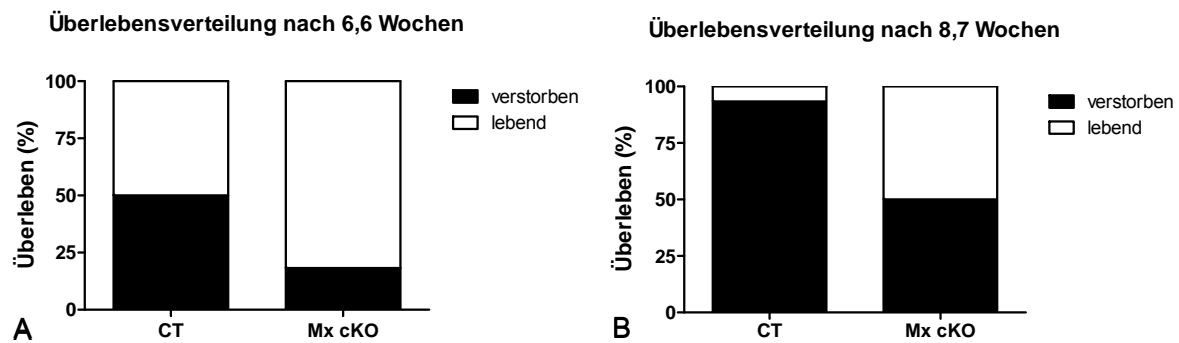 Überlebensverteilung nach 6,6 Wochen
Überleben (%)
100
75
50
25
0
CT
Mx cKO
verstorben
lebend
A
Überlebensverteilung nach 8,7 Wochen
Überleben (%)
100
75
50
25
0
CT
Mx cKO
verstorben
lebend
B